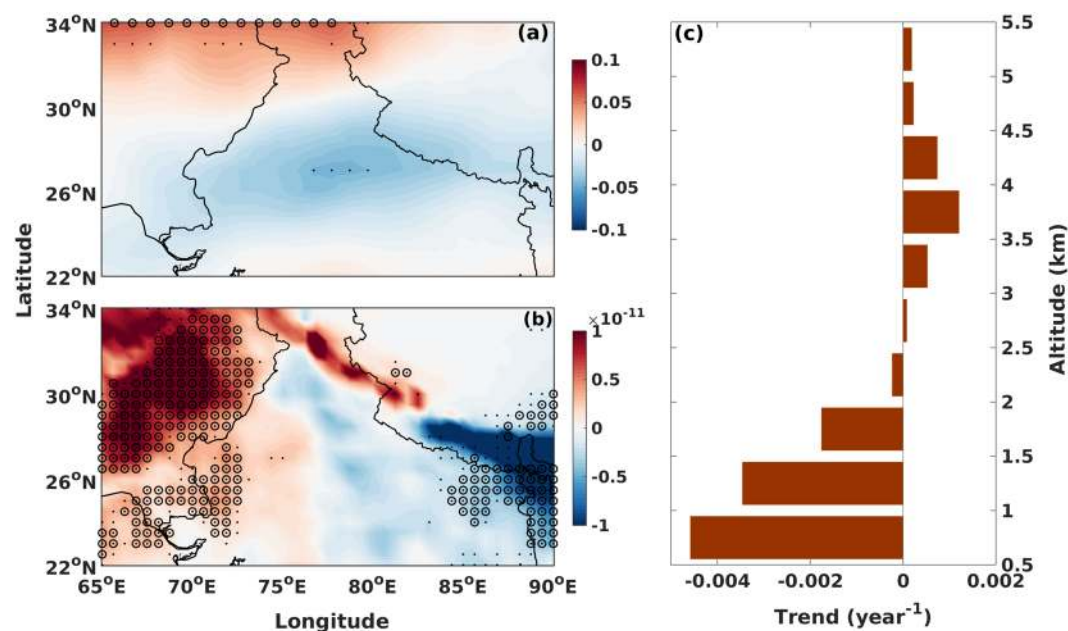 (a)
34°N
30°N
26°N
22°N
0.1
0.05
0
-0.05
-0.1
Latitude
(b)
34°N
30°N
26°N
22°N
65°E 70°E 75°E 80°E 85°E 90°E
Longitude
×10⁻¹¹
1
0.5
0
-0.5
-1
(c)
5.5
5
4.5
4
3.5
3
2.5
2
1.5
1
0.5
Altitude (km)
-0.004 -0.002 0 0.002
Trend (year⁻¹)